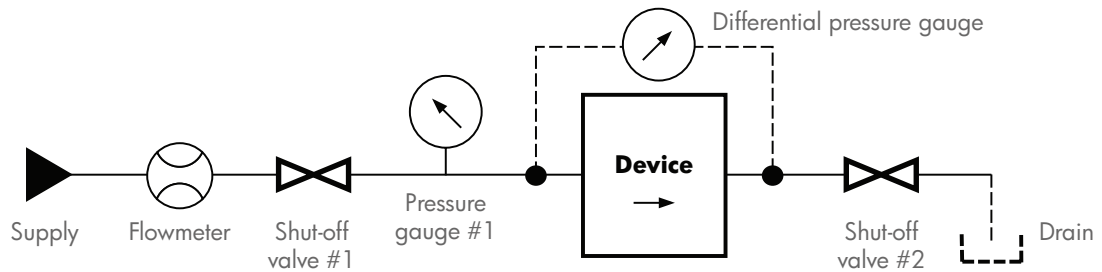 Differential pressure gauge
Device
Supply
Flowmeter
Shut-off
valve #1
Pressure
gauge #1
Shut-off
valve #2
Drain